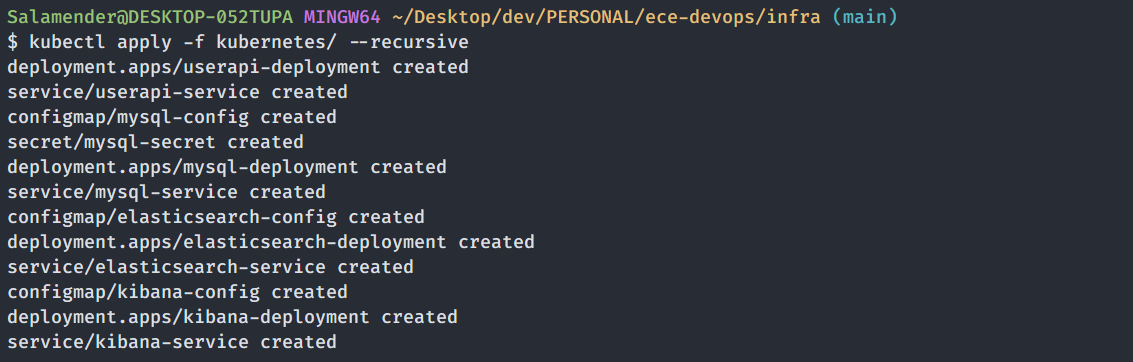 Salamender@DESKTOP-052TUPA MINGW64 ~/Desktop/dev/PERSONAL/ece-devops/infra (main)
$ kubectl apply -f kubernetes/ --recursive
deployment.apps/userapi-deployment created
service/userapi-service created
configmap/mysql-config created
secret/mysql-secret created
deployment.apps/mysql-deployment created
service/mysql-service created
configmap/elasticsearch-config created
deployment.apps/elasticsearch-deployment created
service/elasticsearch-service created
configmap/kibana-config created
deployment.apps/kibana-deployment created
service/kibana-service created